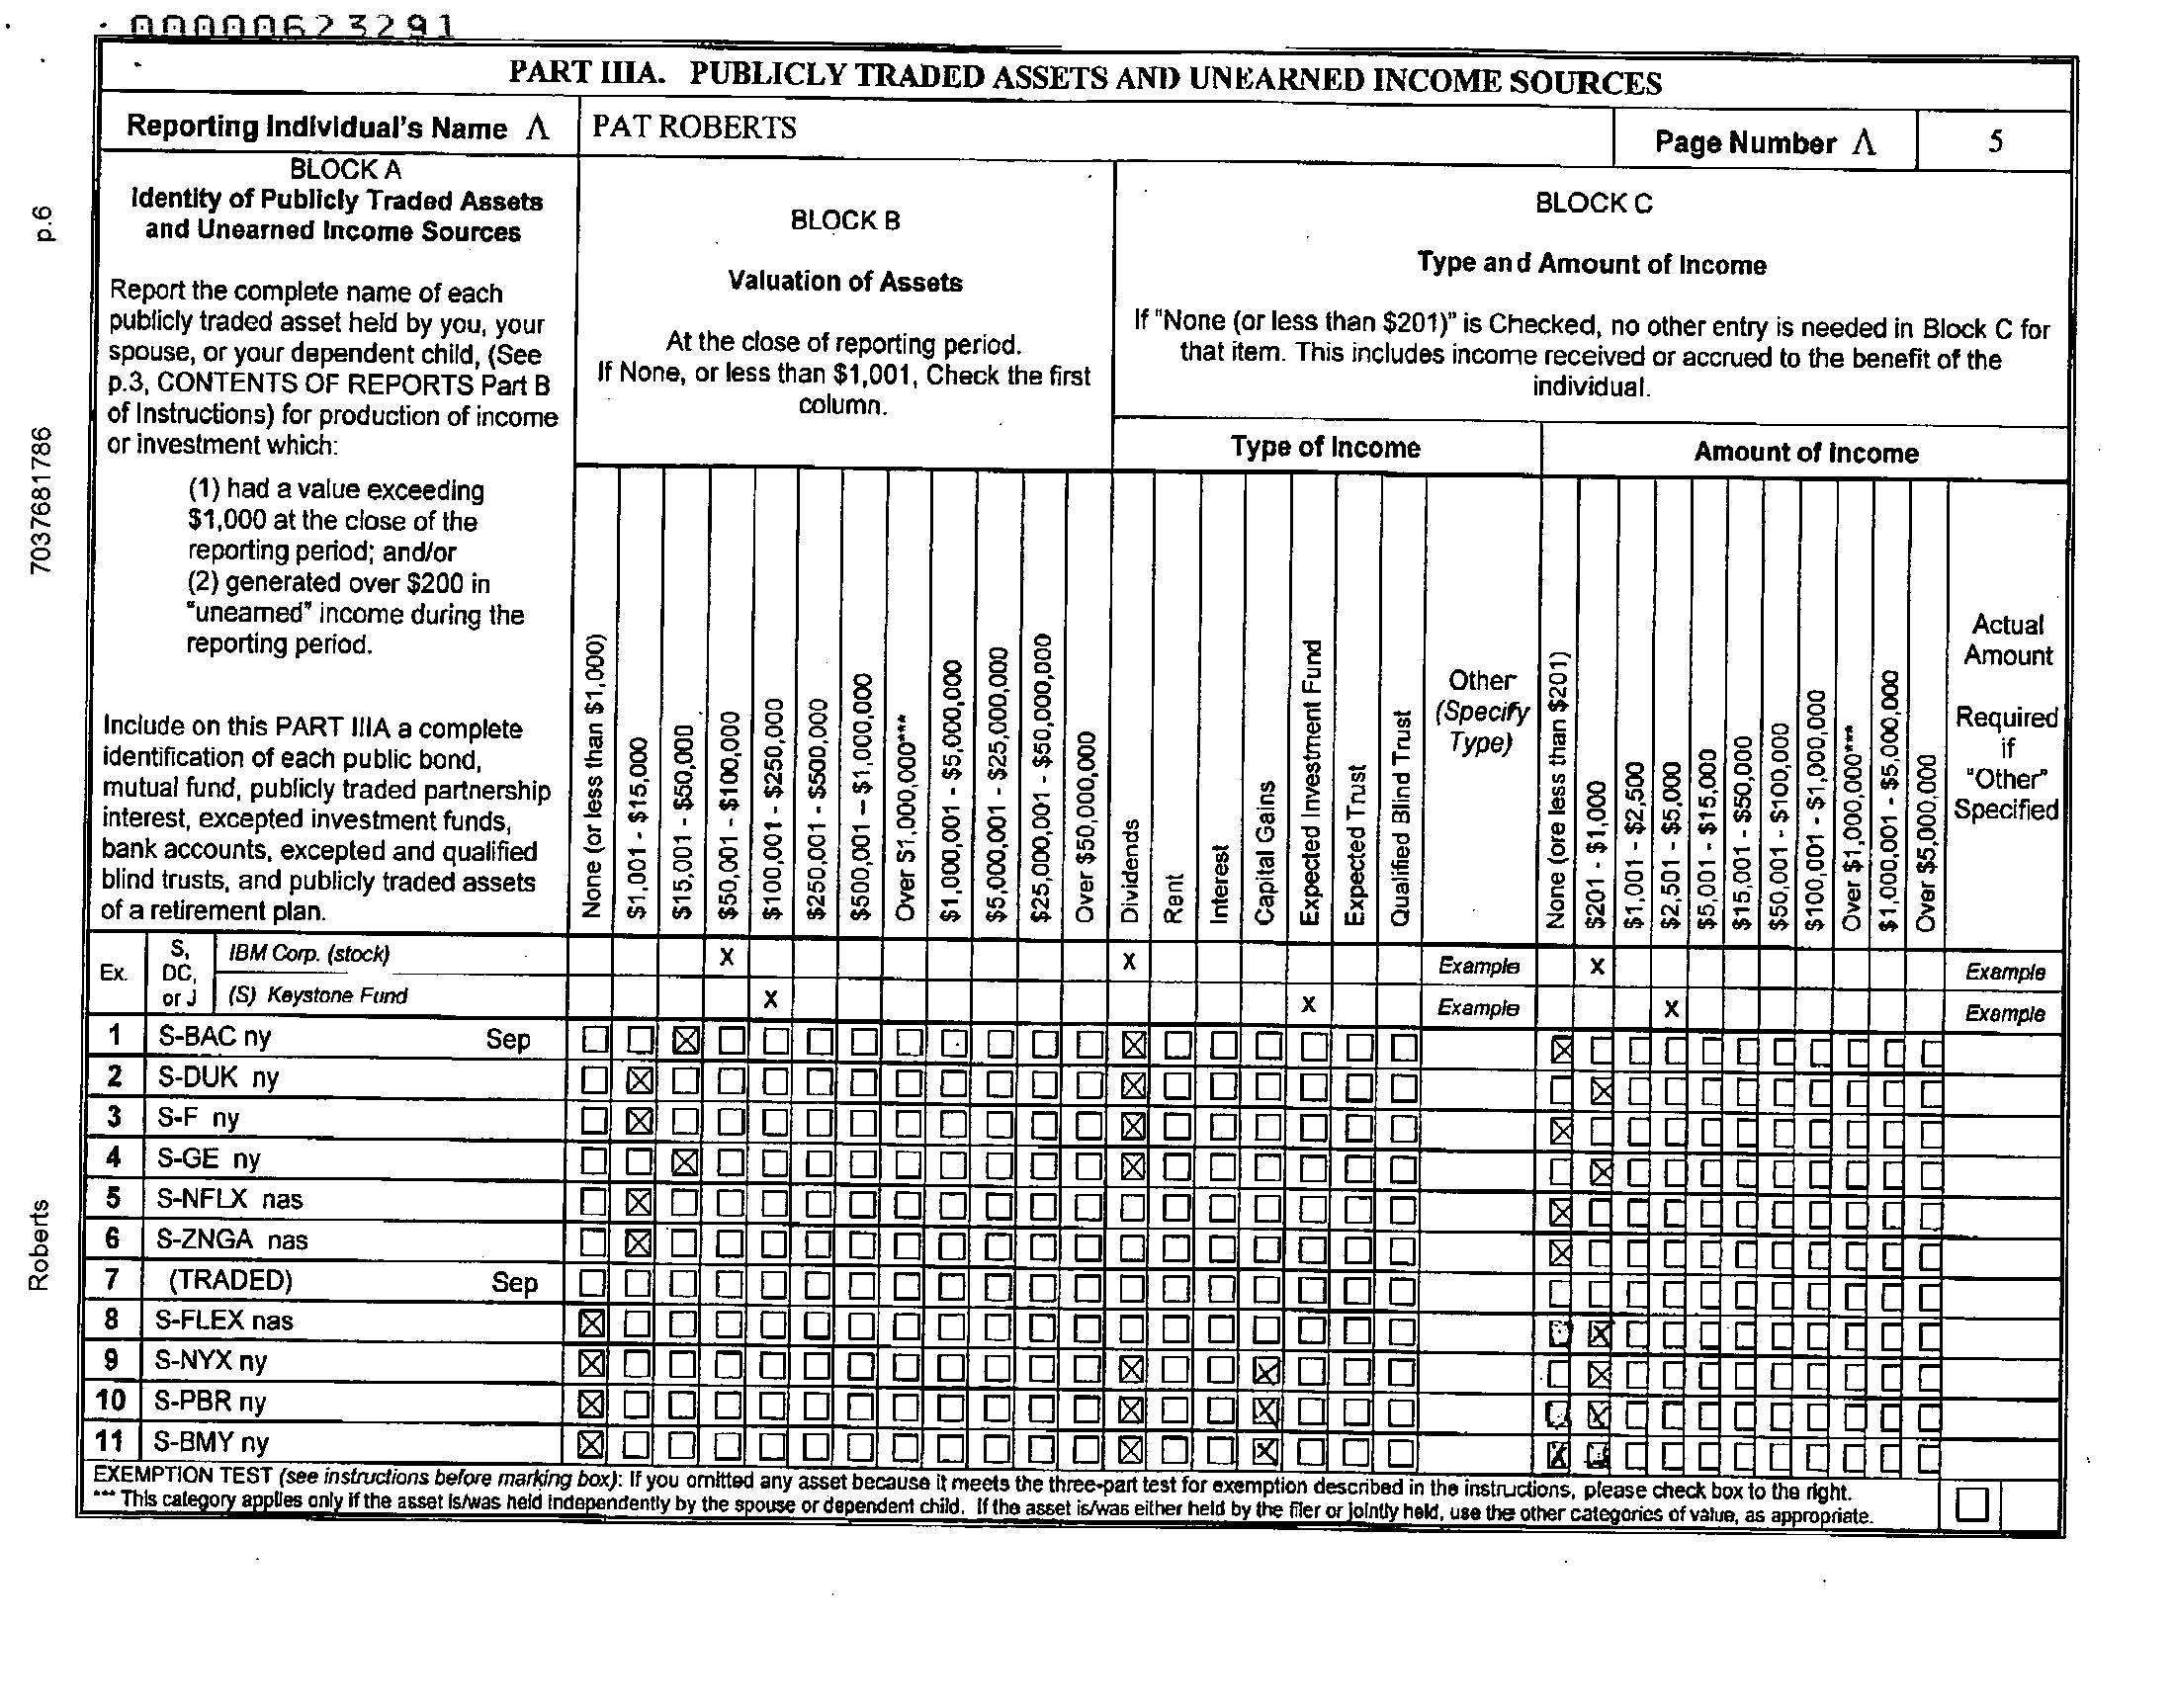 00000623291
PART IIIA. PUBLICLY TRADED ASSETS AND UNEARNED INCOME SOURCES
Reporting Individual's Name Λ
PAT ROBERTS
Page Number Λ
5
BLOCK A
Identity of Publicly Traded Assets
and Unearned Income Sources
Report the complete name of each
publicly traded asset held by you, your
spouse, or your dependent child, (See
p.3, CONTENTS OF REPORTS Part B
of Instructions) for production of income
or investment which:
(1) had a value exceeding
$1,000 at the close of the
reporting period; and/or
(2) generated over $200 in
"unearned" income during the
reporting period.
Include on this PART IIIA a complete
identification of each public bond,
mutual fund, publicly traded partnership
interest, excepted investment funds,
bank accounts, excepted and qualified
blind trusts, and publicly traded assets
of a retirement plan.
BLOCK B
Valuation of Assets
At the close of reporting period.
If None, or less than $1,001, Check the first
column.
BLOCK C
Type and Amount of Income
If "None (or less than $201)" is Checked, no other entry is needed in Block C for
that item. This includes income received or accrued to the benefit of the
individual.
Type of Income
Amount of Income
None (or less than $1,000)
$1,001 - $15,000
$15,001 - $50,000
$50,001 - $100,000
$100,001 - $250,000
$250,001 - $500,000
$500,001 – $1,000,000
Over $1,000,000***
$1,000,001 - $5,000,000
$5,000,001 - $25,000,000
$25,000,001 - $50,000,000
Over $50,000,000
Dividends
Rent
Interest
Capital Gains
Expected Investment Fund
Expected Trust
Qualified Blind Trust
Other
(Specify
Type)
None (ore less than $201)
$201 - $1,000
$1,001 - $2,500
$2,501 - $5,000
$5,001 - $15,000
$15,001 - $50,000
$50,001 - $100,000
$100,001 - $1,000,000
Over $1,000,000***
$1,000,001 - $5,000,000
Over $5,000,000
Actual
Amount
Required
if
"Other"
Specified
Ex.
S,
DC,
or J
IBM Corp. (stock) X X Example X Example
(S) Keystone Fund X X Example X Example
1 S-BAC ny Sep
2 S-DUK ny
3 S-F ny
4 S-GE ny
5 S-NFLX nas
6 S-ZNGA nas
7 (TRADED) Sep
8 S-FLEX nas
9 S-NYX ny
10 S-PBR ny
11 S-BMY ny
EXEMPTION TEST (see instructions before marking box): If you omitted any asset because it meets the three-part test for exemption described in the instructions, please check box to the right.
*** This category applies only if the asset is/was held independently by the spouse or dependent child. If the asset is/was either held by the filer or jointly held, use the other categories of value, as appropriate.
p.6
7037681786
Roberts